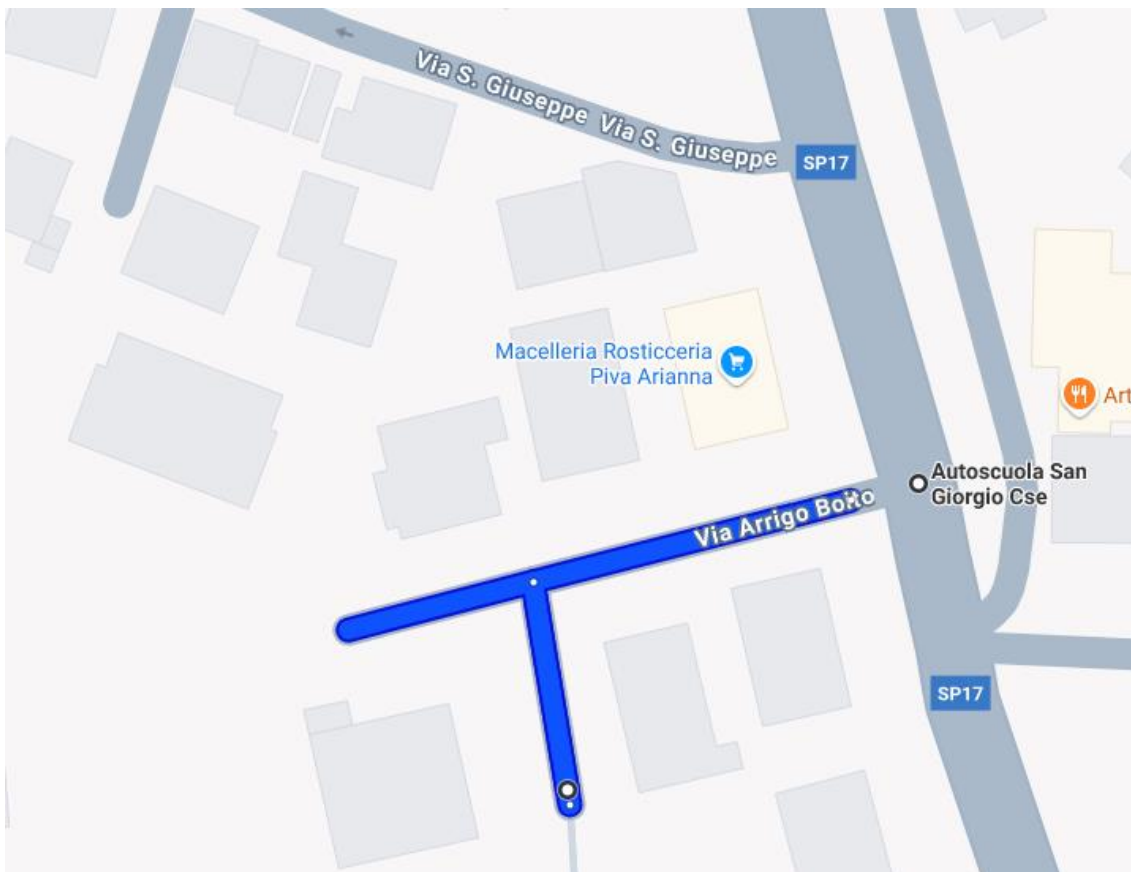 Via S. Giuseppe Via S. Giuseppe
SP17
Macelleria Rosticceria
Piva Arianna
Art
Autoscuola San
Giorgio Cse
Via Arrigo Boito
SP17